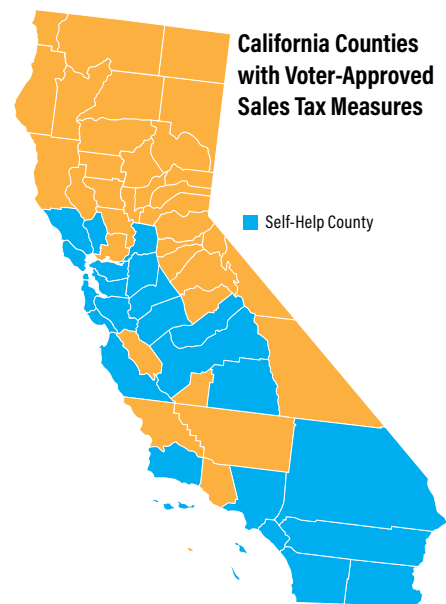 California Counties
with Voter-Approved
Sales Tax Measures
Self-Help County